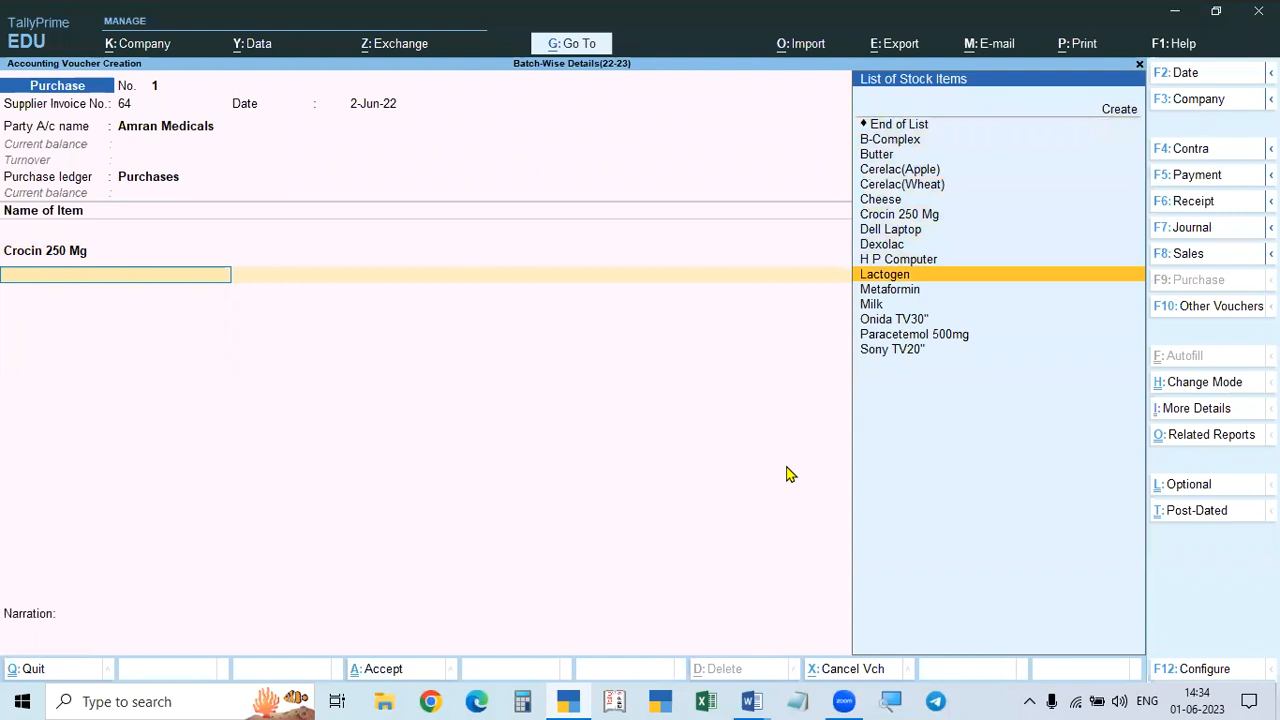 TallyPrime
EDU
MANAGE
K: Company
Y: Data
Z: Exchange
G: Go To
O: Import
E: Export
M: E-mail
P: Print
F1: Help
Accounting Voucher Creation
Batch-Wise Details(22-23)
Purchase No. 1
Supplier Invoice No.: 64 Date : 2-Jun-22
Party A/c name : Amran Medicals
Current balance :
Turnover :
Purchase ledger : Purchases
Current balance :
Name of Item
Crocin 250 Mg
Narration:
List of Stock Items
Create
♦ End of List
B-Complex
Butter
Cerelac(Apple)
Cerelac(Wheat)
Cheese
Crocin 250 Mg
Dell Laptop
Dexolac
H P Computer
Lactogen
Metaformin
Milk
Onida TV30"
Paracetemol 500mg
Sony TV20"
F2: Date
F3: Company
F4: Contra
F5: Payment
F6: Receipt
F7: Journal
F8: Sales
F9: Purchase
F10: Other Vouchers
F: Autofill
H: Change Mode
I: More Details
O: Related Reports
L: Optional
T: Post-Dated
F12: Configure
Q: Quit
A: Accept
D: Delete
X: Cancel Vch
Type to search
zoom
ENG
14:34
01-06-2023